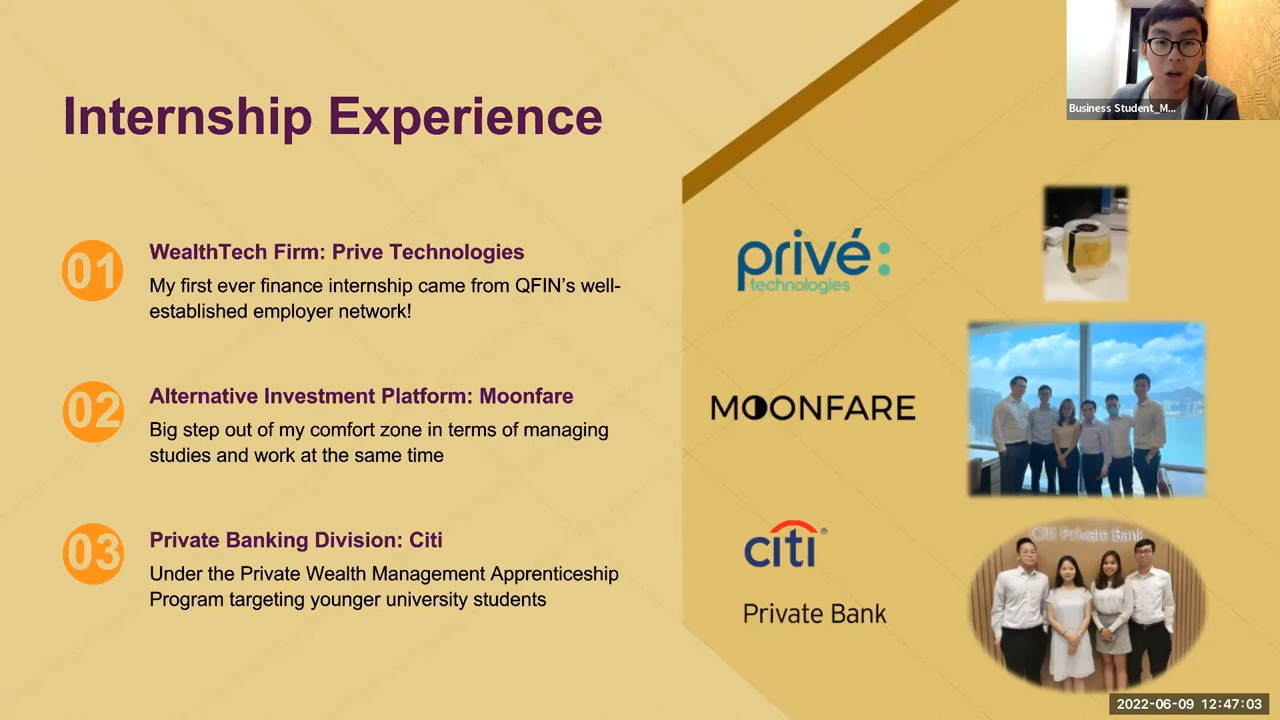 Internship Experience
Business Student_M...
01
WealthTech Firm: Prive Technologies
My first ever finance internship came from QFIN's well-
established employer network!
privé:
technologies
02
Alternative Investment Platform: Moonfare
Big step out of my comfort zone in terms of managing
studies and work at the same time
MOONFARE
03
Private Banking Division: Citi
Under the Private Wealth Management Apprenticeship
Program targeting younger university students
citi®
Private Bank
Citi Private Bank
2022-06-09 12:47:03